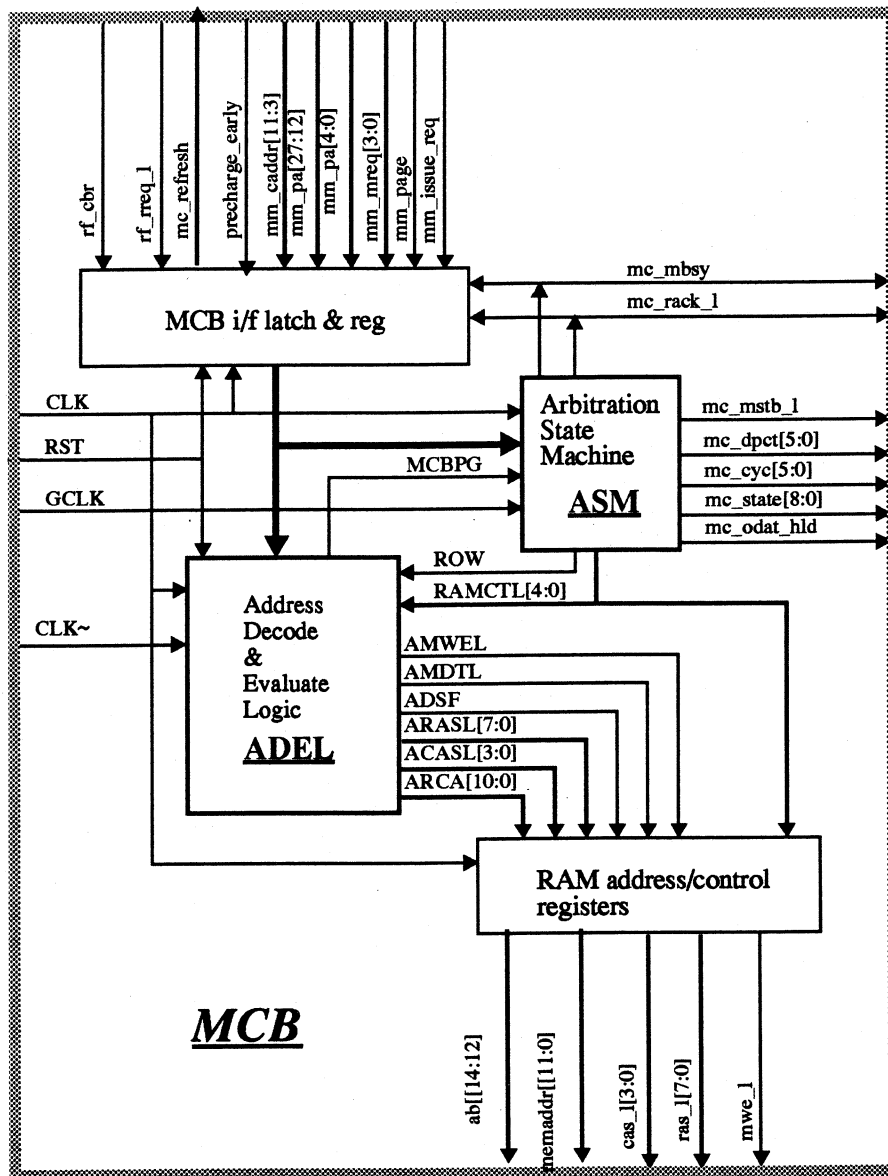 rf_cbr
rf_rreq_l
mc_refresh
precharge_early
mm_caddr[11:3]
mm_pa[27:12]
mm_pa[4:0]
mm_mreq[3:0]
mm_page
mm_issue_req
MCB i/f latch & reg
mc_mbsy
mc_rack_l
CLK
RST
GCLK
MCBPG
Arbitration
State
Machine
ASM
mc_mstb_l
mc_dpct[5:0]
mc_cyc[5:0]
mc_state[8:0]
mc_odat_hld
ROW
RAMCTL[4:0]
CLK~
Address
Decode
&
Evaluate
Logic
ADEL
AMWEL
AMDTL
ADSF
ARASL[7:0]
ACASL[3:0]
ARCA[10:0]
RAM address/control
registers
MCB
ab[[14:12]
memaddr[[11:0]
cas_l[3:0]
ras_l[7:0]
mwe_l